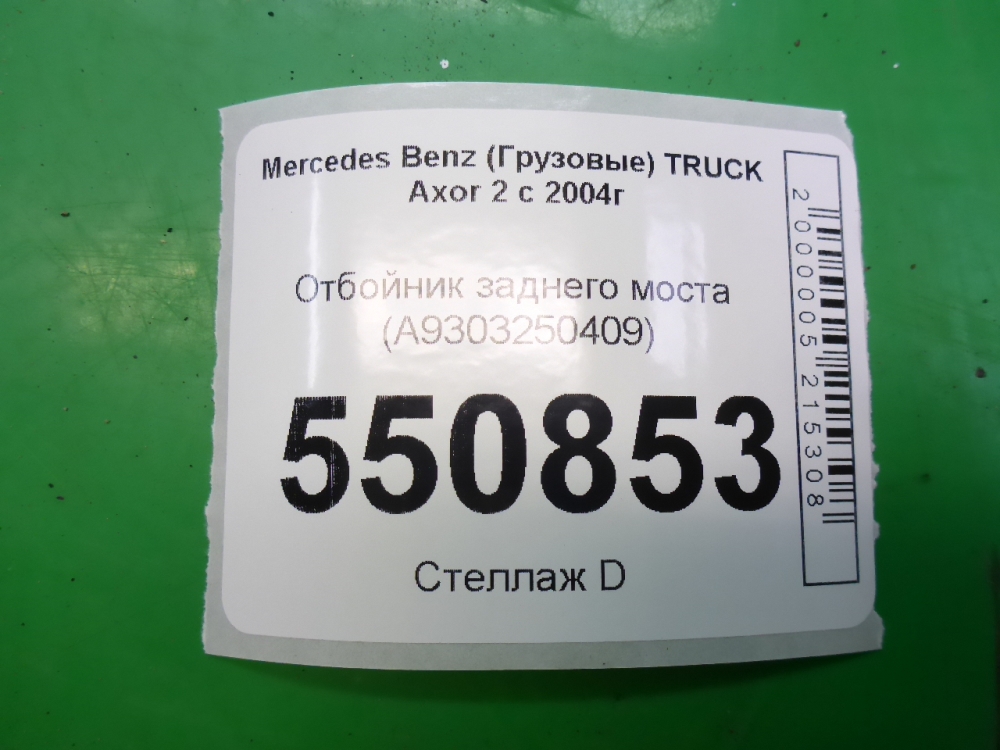 Mercedes Benz (Грузовые) TRUCK
Axor 2 с 2004г
Отбойник заднего моста
(A9303250409)
550853
Стеллаж D
2000005215308